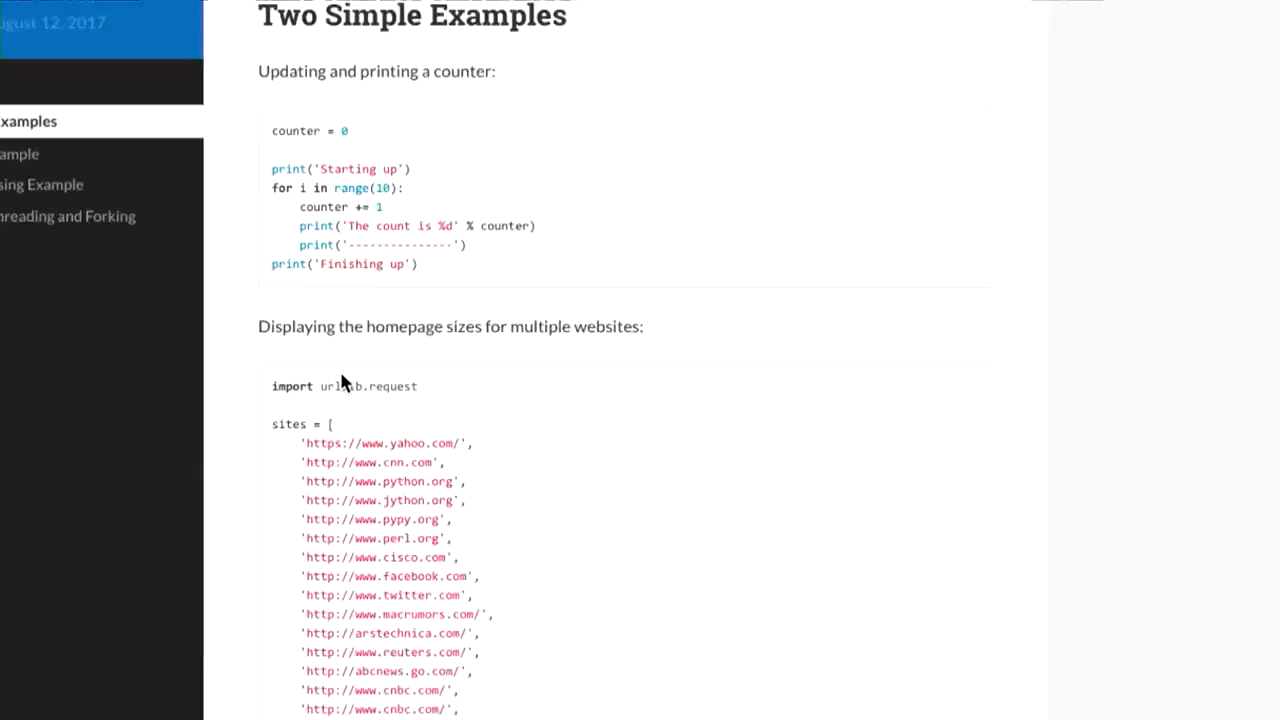 ugust 12, 2017
xamples
ample
sing Example
reading and Forking
Two Simple Examples
Updating and printing a counter:
counter = 0
print('Starting up')
for i in range(10):
    counter += 1
    print('The count is %d' % counter)
    print('---------------')
print('Finishing up')
Displaying the homepage sizes for multiple websites:
import urllib.request
sites = [
    'https://www.yahoo.com/',
    'http://www.cnn.com',
    'http://www.python.org',
    'http://www.jython.org',
    'http://www.pypy.org',
    'http://www.perl.org',
    'http://www.cisco.com',
    'http://www.facebook.com',
    'http://www.twitter.com',
    'http://www.macrumors.com/',
    'http://arstechnica.com/',
    'http://www.reuters.com/',
    'http://abcnews.go.com/',
    'http://www.cnbc.com/',
    'http://www.cnbc.com/',